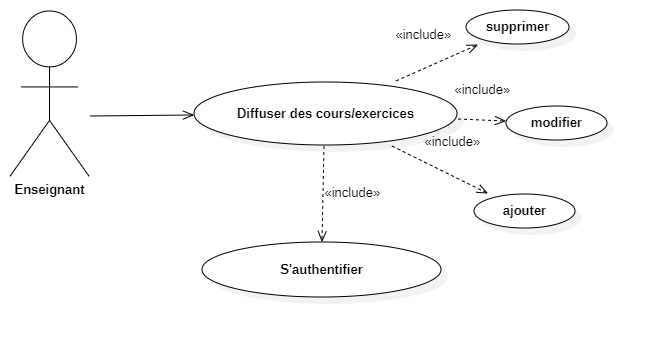 supprimer
«include»
«include»
Diffuser des cours/exercices
modifier
«include»
Enseignant
«include»
ajouter
S'authentifier